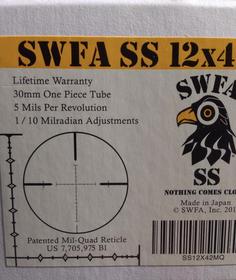 SWFA SS 12x4
Lifetime Warranty
30mm One Piece Tube
5 Mils Per Revolution
1/10 Milradian Adjustments
SWFA
SS
NOTHING COMES CLO
Made in Japan
© SWFA, Inc. 201
Patented Mil-Quad Reticle
US 7,705,975 B1
SS12X42MQ